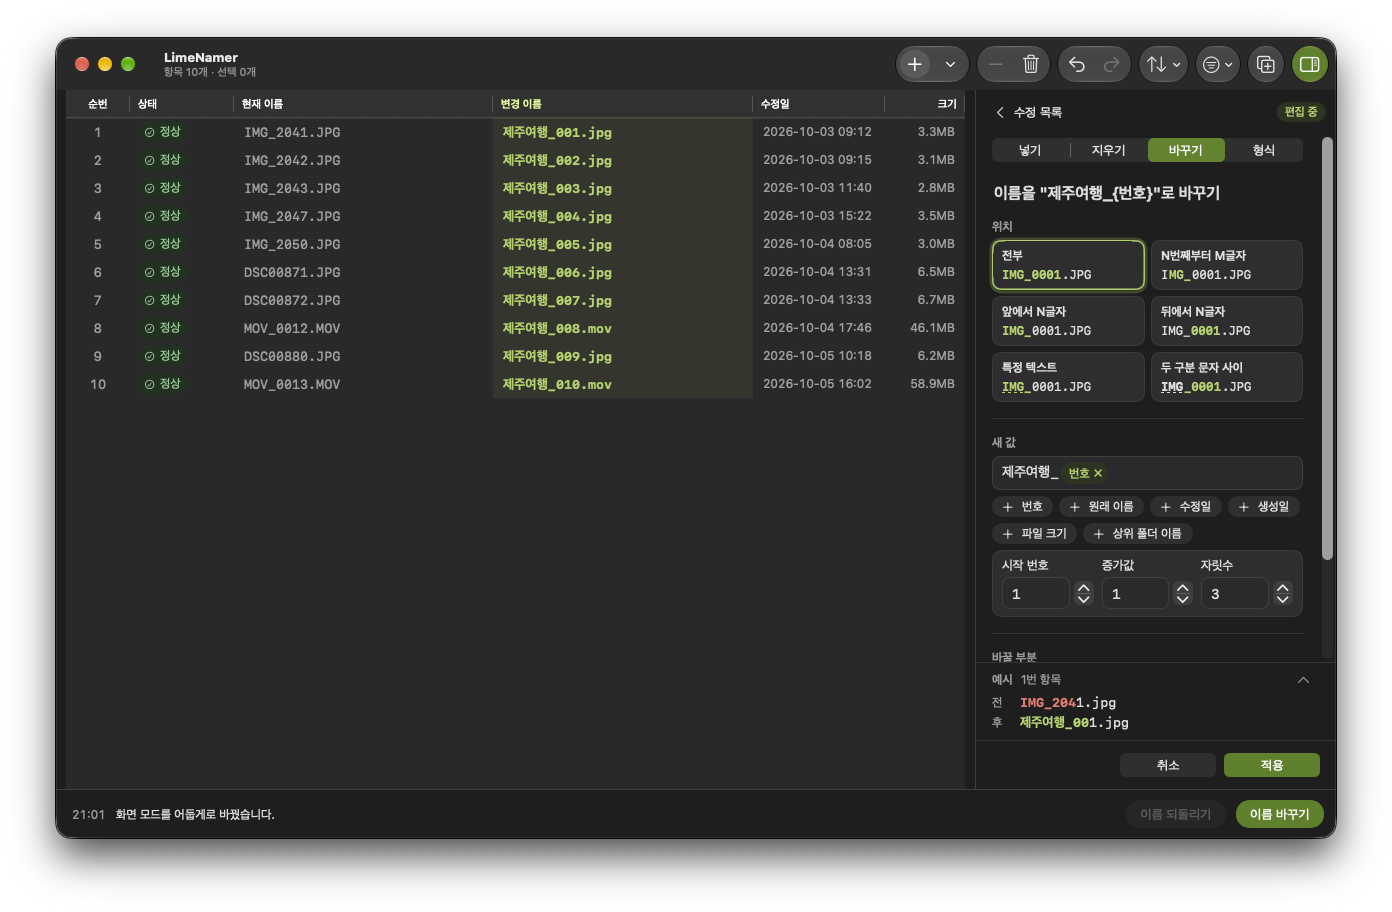 LimeNamer
항목 10개 · 선택 0개
순번 상태 현재 이름 변경 이름 수정일 크기
1 정상 IMG_2041.JPG 제주여행_001.jpg 2026-10-03 09:12 3.3MB
2 정상 IMG_2042.JPG 제주여행_002.jpg 2026-10-03 09:15 3.1MB
3 정상 IMG_2043.JPG 제주여행_003.jpg 2026-10-03 11:40 2.8MB
4 정상 IMG_2047.JPG 제주여행_004.jpg 2026-10-03 15:22 3.5MB
5 정상 IMG_2050.JPG 제주여행_005.jpg 2026-10-04 08:05 3.0MB
6 정상 DSC00871.JPG 제주여행_006.jpg 2026-10-04 13:31 6.5MB
7 정상 DSC00872.JPG 제주여행_007.jpg 2026-10-04 13:33 6.7MB
8 정상 MOV_0012.MOV 제주여행_008.mov 2026-10-04 17:46 46.1MB
9 정상 DSC00880.JPG 제주여행_009.jpg 2026-10-05 10:18 6.2MB
10 정상 MOV_0013.MOV 제주여행_010.mov 2026-10-05 16:02 58.9MB
수정 목록 편집 중
넣기 지우기 바꾸기 형식
이름을 "제주여행_{번호}"로 바꾸기
위치
전부 N번째부터 M글자
IMG_0001.JPG IMG_0001.JPG
앞에서 N글자 뒤에서 N글자
IMG_0001.JPG IMG_0001.JPG
특정 텍스트 두 구분 문자 사이
IMG_0001.JPG IMG_0001.JPG
새 값
제주여행_ 번호 ×
+ 번호 + 원래 이름 + 수정일 + 생성일
+ 파일 크기 + 상위 폴더 이름
시작 번호 증가값 자릿수
1 1 3
바꿀 부분
예시 1번 항목
전 IMG_2041.jpg
후 제주여행_001.jpg
취소 적용
21:01 화면 모드를 어둡게로 바꿨습니다. 이름 되돌리기 이름 바꾸기